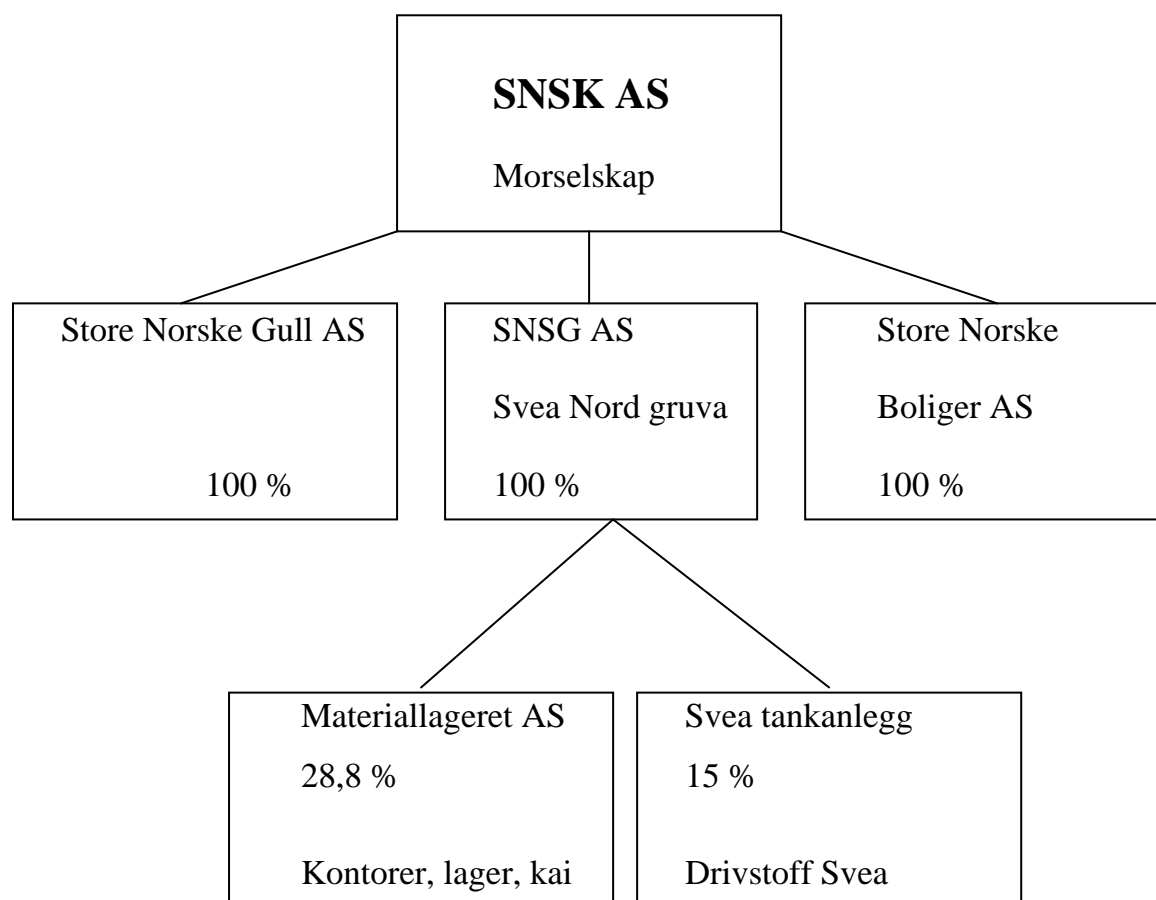 SNSK AS
Morselskap
Store Norske Gull AS
100 %
SNSG AS
Svea Nord gruva
100 %
Store Norske
Boliger AS
100 %
Materiallageret AS
28,8 %
Kontorer, lager, kai
Svea tankanlegg
15 %
Drivstoff Svea